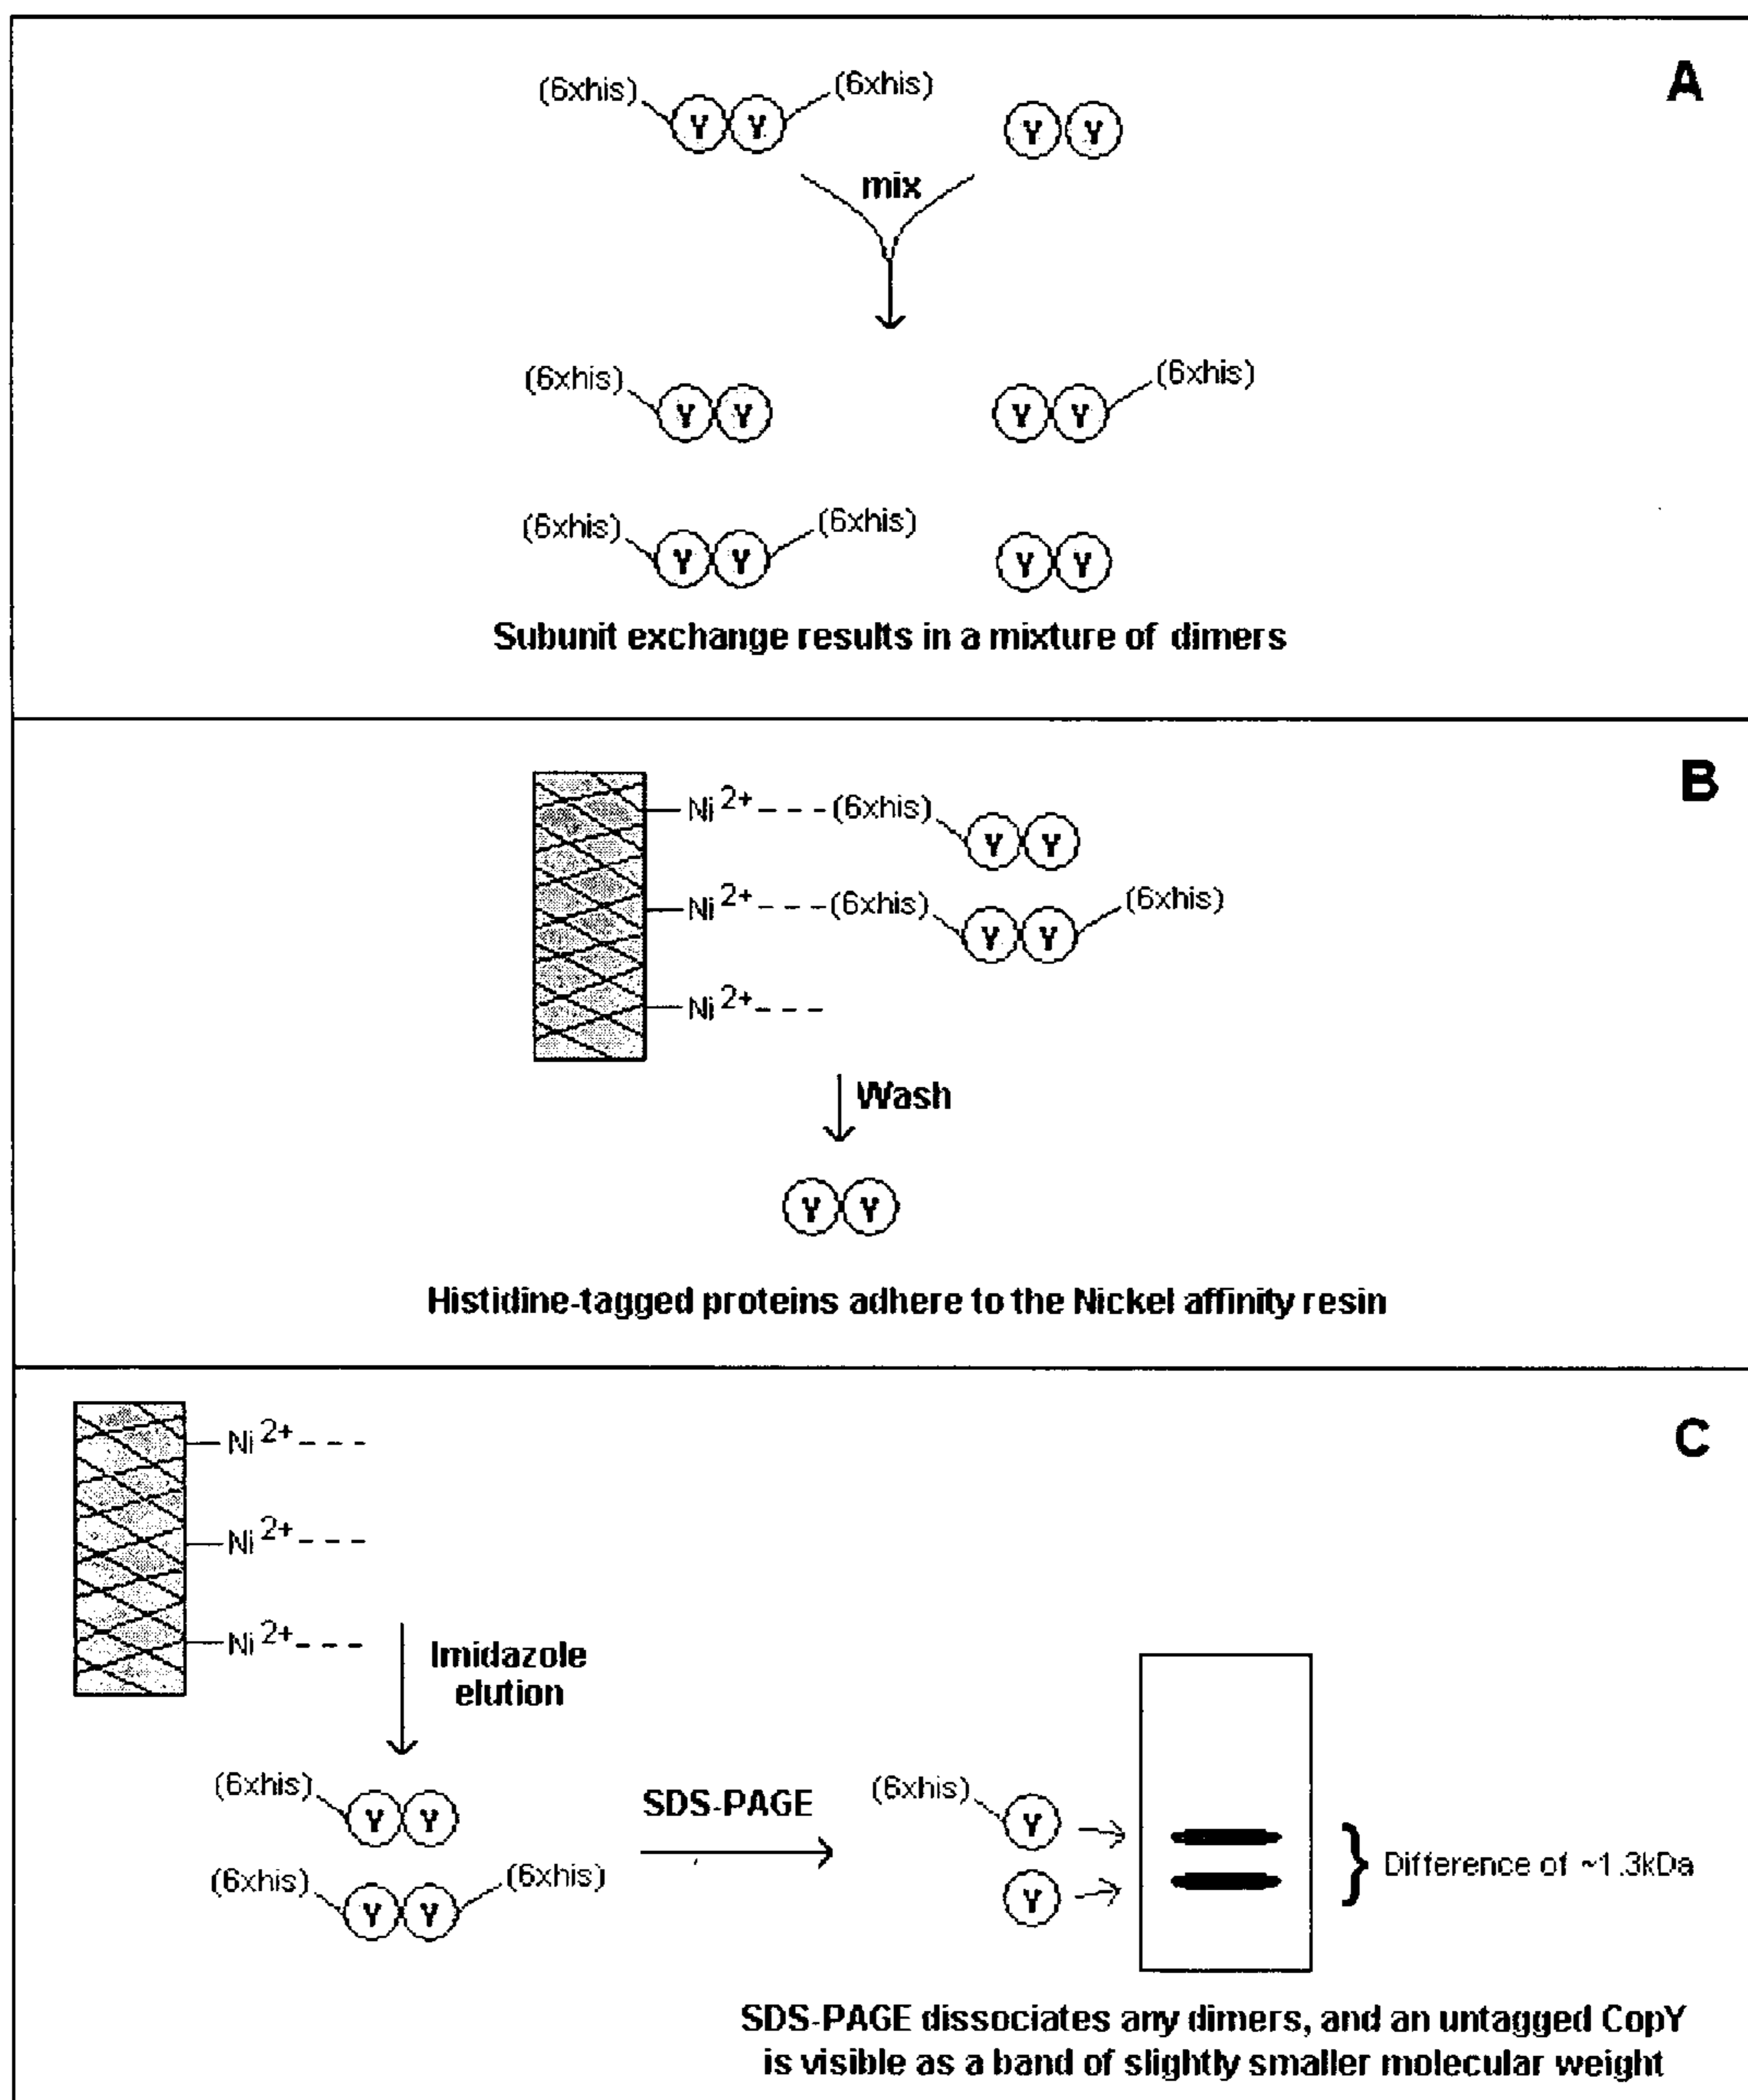 A
(6xhis) (6xhis)
Y Y Y Y
mix
(6xhis) (6xhis)
Y Y Y Y
(6xhis) (6xhis)
Y Y Y Y
Subunit exchange results in a mixture of dimers
B
Ni 2+ - - - (6xhis)
Y Y
Ni 2+ - - - (6xhis) (6xhis)
Y Y
Ni 2+ - - -
Wash
Y Y
Histidine-tagged proteins adhere to the Nickel affinity resin
C
Ni 2+ - - -
Ni 2+ - - -
Ni 2+ - - -
Imidazole
elution
(6xhis)
Y Y
(6xhis) (6xhis)
Y Y
SDS-PAGE
(6xhis)
Y
Y
} Difference of ~1.3kDa
SDS-PAGE dissociates any dimers, and an untagged CopY
is visible as a band of slightly smaller molecular weight